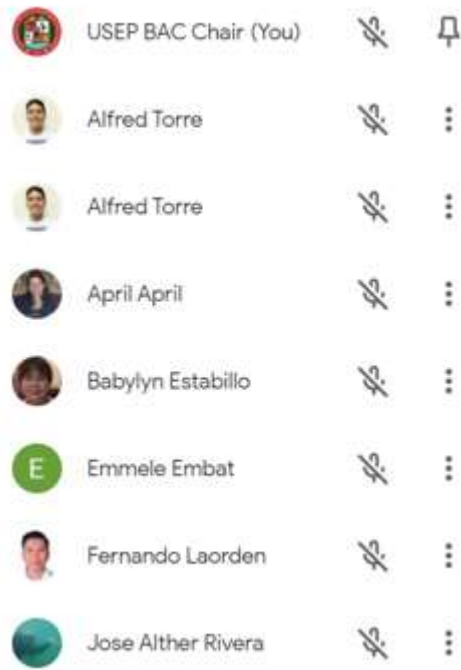 USEP BAC Chair (You)
Alfred Torre
Alfred Torre
April April
Babylyn Estabillo
E
Emmele Embat
Fernando Laorden
Jose Alther Rivera